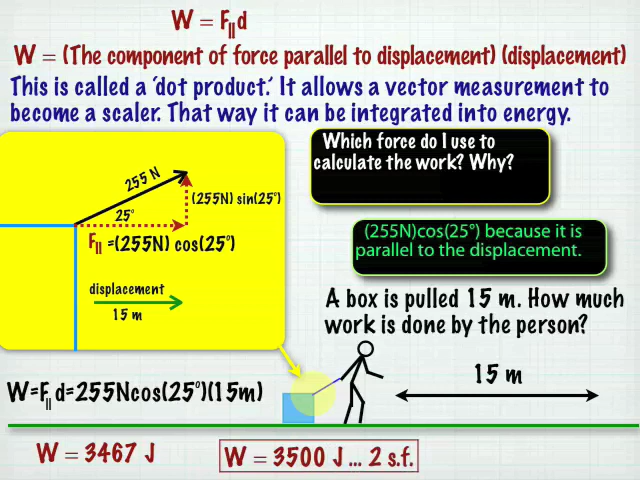 W = F||d
W = (The component of force parallel to displacement) (displacement)
This is called a 'dot product.' It allows a vector measurement to
become a scaler. That way it can be integrated into energy.
Which force do I use to
calculate the work? Why?
255 N
(255N) sin(25°)
25°
F|| =(255N) cos(25°)
(255N)cos(25°) because it is
parallel to the displacement.
displacement
15 m
A box is pulled 15 m. How much
work is done by the person?
15 m
W=F||d=255Ncos(25°)(15m)
W = 3467 J
W = 3500 J... 2 s.f.